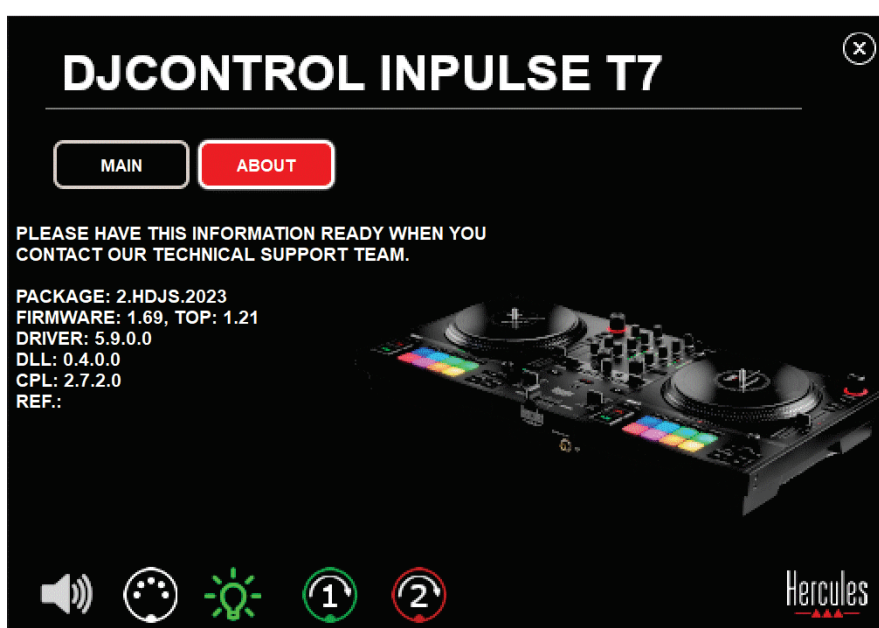 DJCONTROL INPULSE T7
MAIN
ABOUT
PLEASE HAVE THIS INFORMATION READY WHEN YOU
CONTACT OUR TECHNICAL SUPPORT TEAM.
PACKAGE: 2.HDJS.2023
FIRMWARE: 1.69, TOP: 1.21
DRIVER: 5.9.0.0
DLL: 0.4.0.0
CPL: 2.7.2.0
REF.:
1
2
Hercules